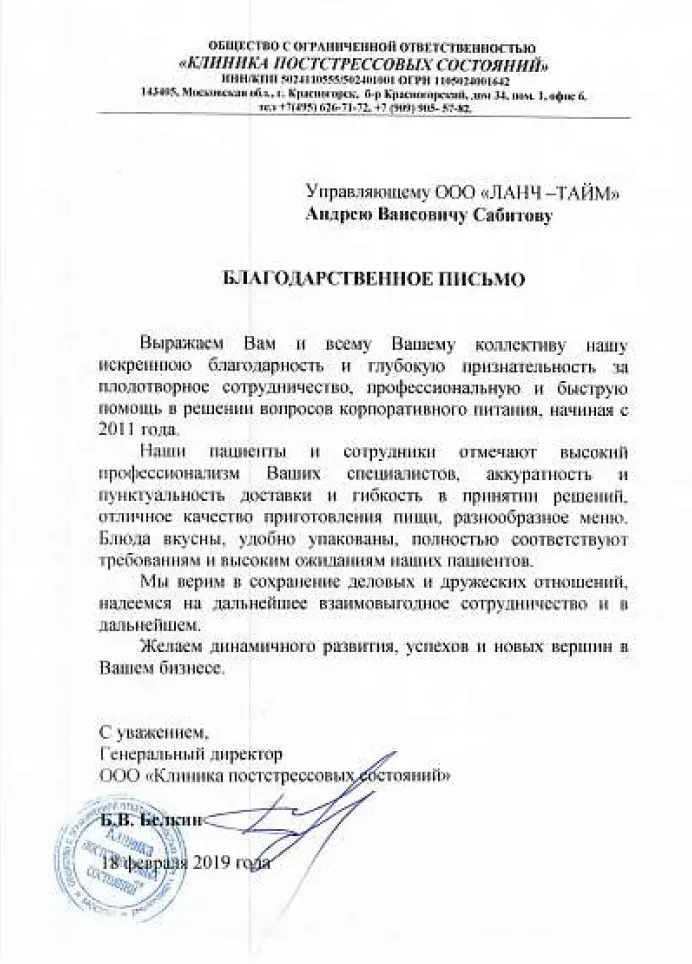 ОБЩЕСТВО С ОГРАНИЧЕННОЙ ОТВЕТСТВЕННОСТЬЮ
«КЛИНИКА ПОСТСТРЕССОВЫХ СОСТОЯНИЙ»
ИНН/КПП 5024110555/502401001 ОГРН 1105024001642
143405, Московская обл., г. Красногорск, б-р Красногорский, дом 34, пом. 1, офис 6,
тел +7(495) 626-71-72, +7 (909) 905- 57-82.
Управляющему ООО «ЛАНЧ –ТАЙМ»
Андрею Ваисовичу Сабитову
БЛАГОДАРСТВЕННОЕ ПИСЬМО
Выражаем Вам и всему Вашему коллективу нашу
искреннюю благодарность и глубокую признательность за
плодотворное сотрудничество, профессиональную и быструю
помощь в решении вопросов корпоративного питания, начиная с
2011 года.
Наши пациенты и сотрудники отмечают высокий
профессионализм Ваших специалистов, аккуратность и
пунктуальность доставки и гибкость в принятии решений,
отличное качество приготовления пищи, разнообразное меню.
Блюда вкусны, удобно упакованы, полностью соответствуют
требованиям и высоким ожиданиям наших пациентов.
Мы верим в сохранение деловых и дружеских отношений,
надеемся на дальнейшее взаимовыгодное сотрудничество и в
дальнейшем.
Желаем динамичного развития, успехов и новых вершин в
Вашем бизнесе.
С уважением,
Генеральный директор
ООО «Клиника постстрессовых состояний»
Б.В. Белкин
18 февраля 2019 года
Клиника
постстрессовых
состояний"